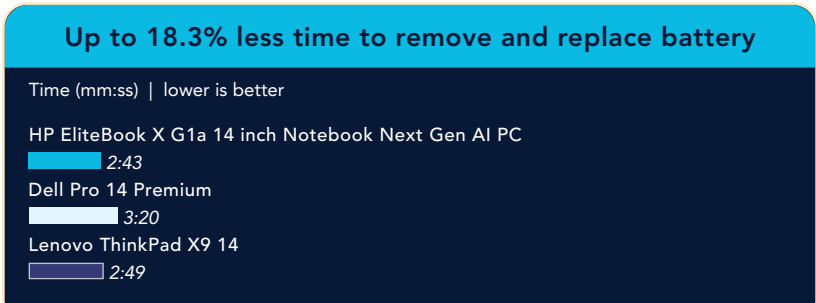 Up to 18.3% less time to remove and replace battery
Time (mm:ss) | lower is better
HP EliteBook X G1a 14 inch Notebook Next Gen AI PC
2:43
Dell Pro 14 Premium
3:20
Lenovo ThinkPad X9 14
2:49